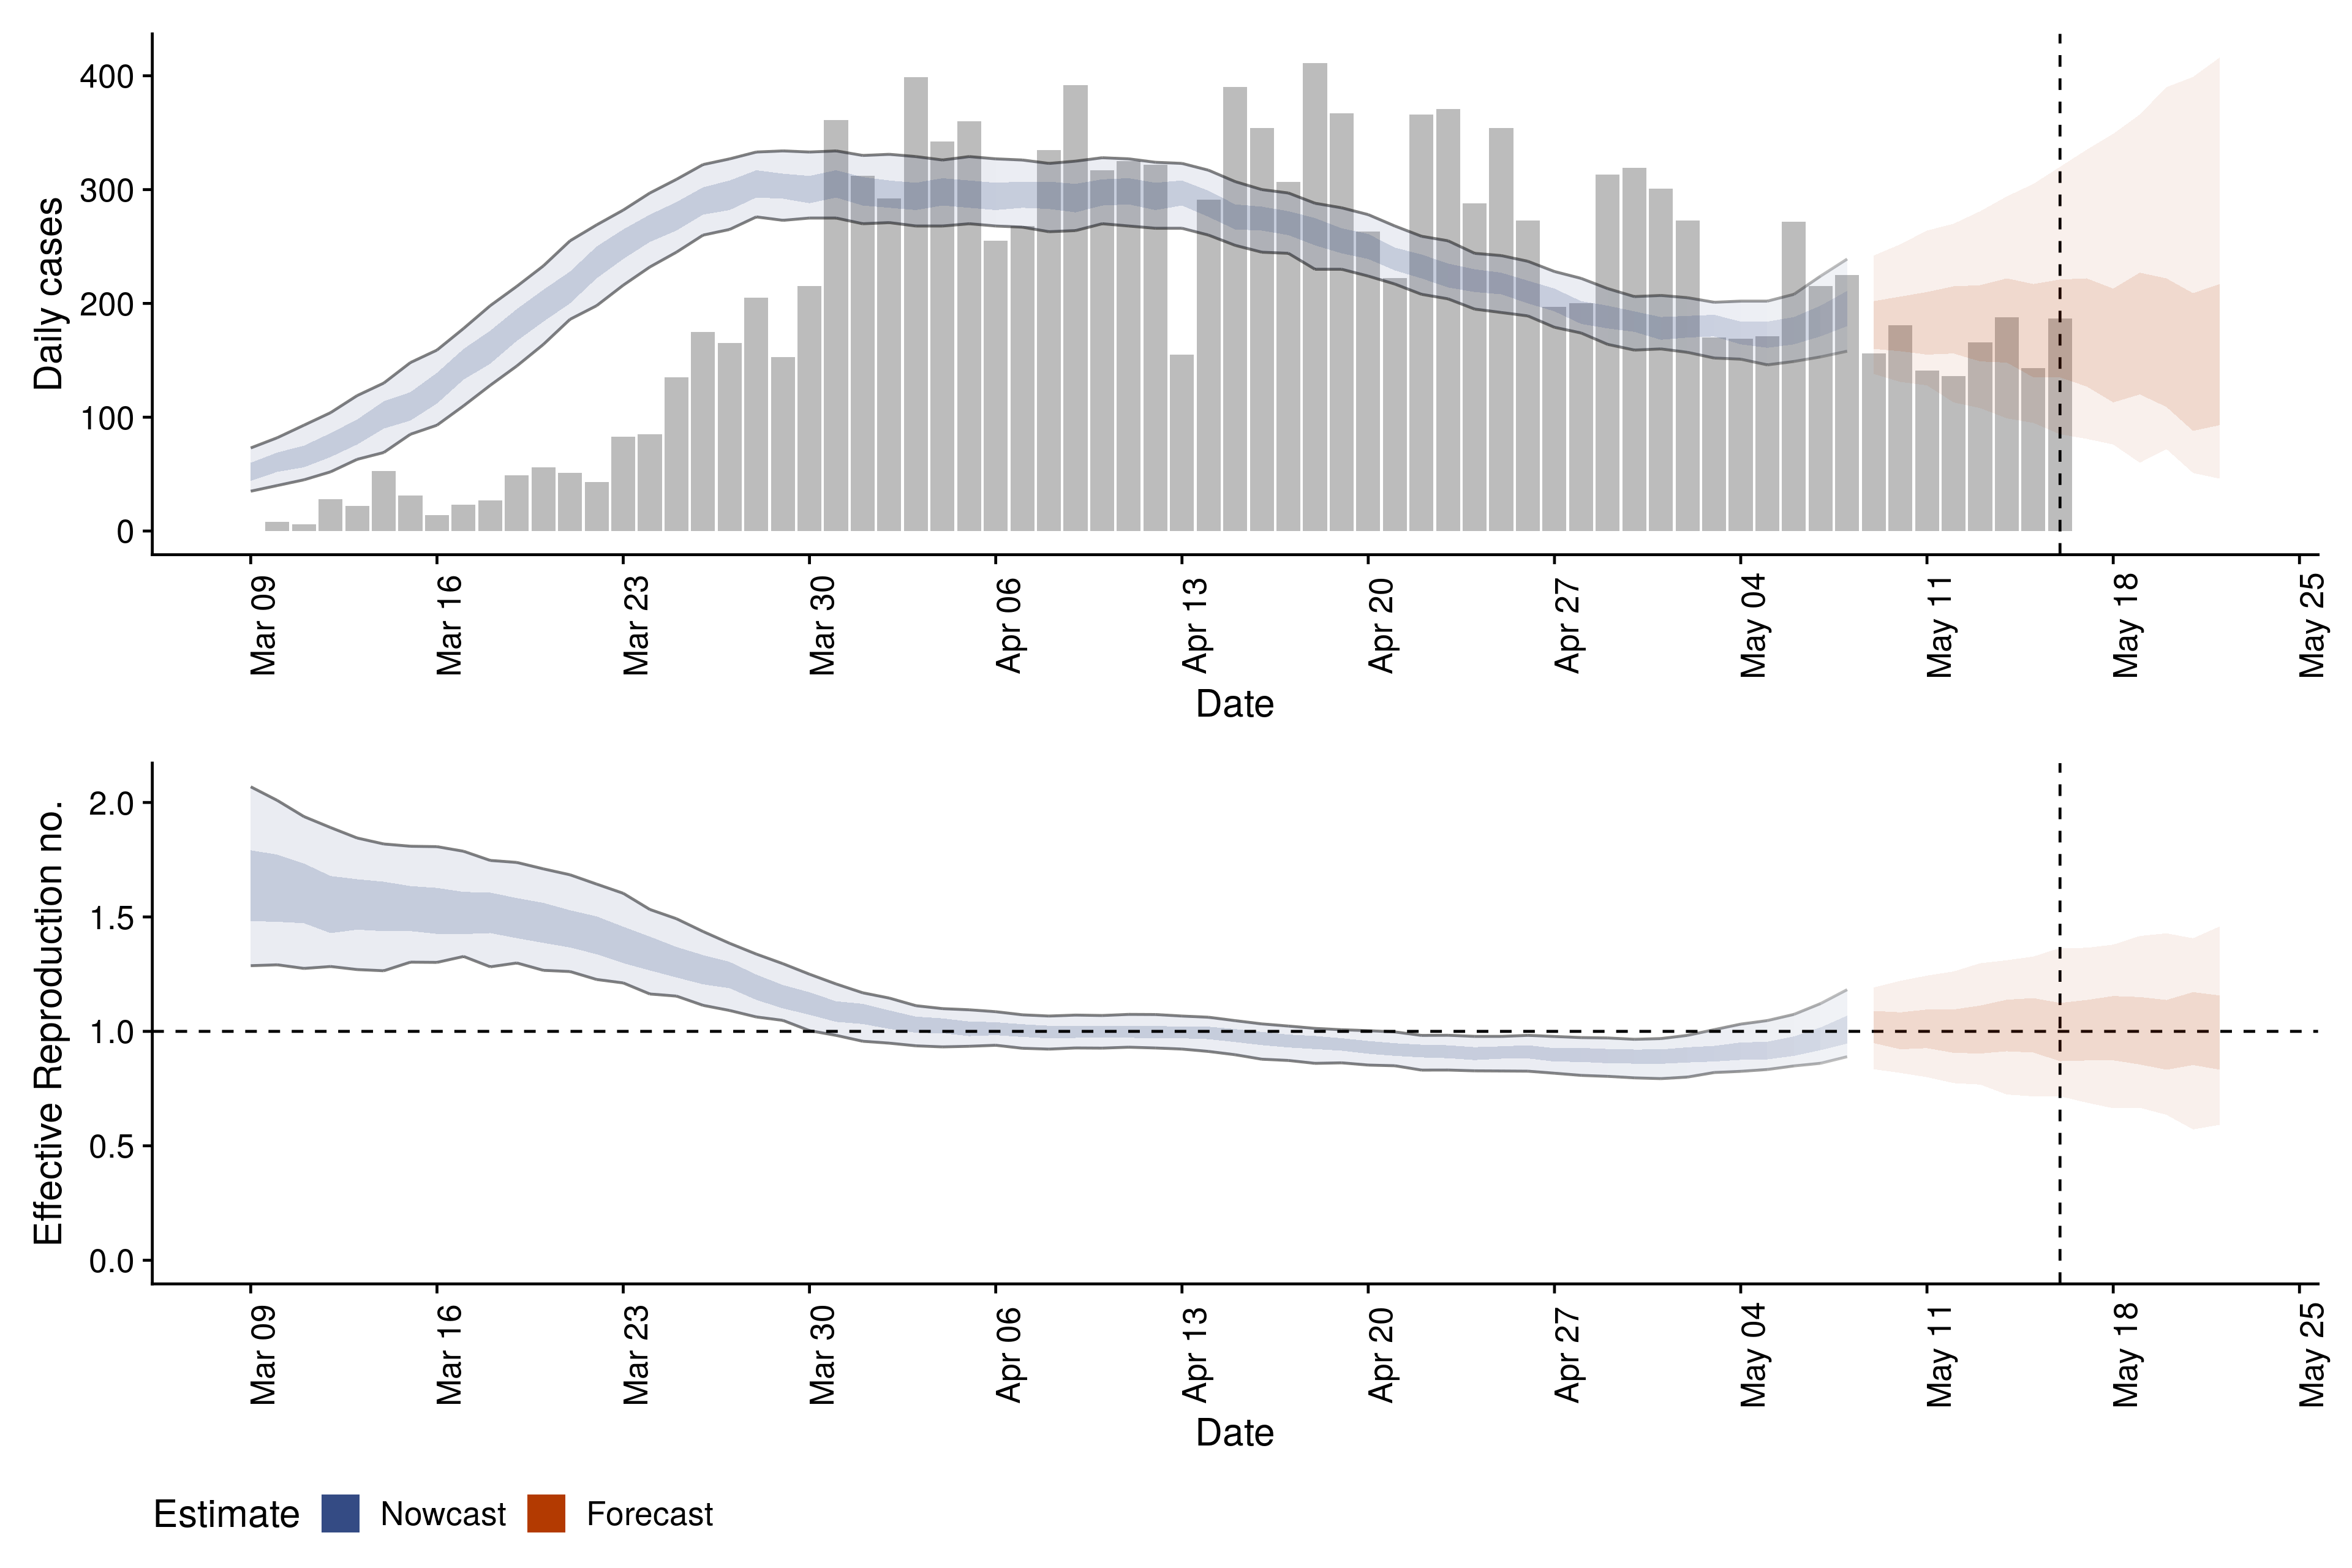 Daily cases
400
300
200
100
0
Mar 09
Mar 16
Mar 23
Mar 30
Apr 06
Apr 13
Apr 20
Apr 27
May 04
May 11
May 18
May 25
Date
Effective Reproduction no.
2.0
1.5
1.0
0.5
0.0
Mar 09
Mar 16
Mar 23
Mar 30
Apr 06
Apr 13
Apr 20
Apr 27
May 04
May 11
May 18
May 25
Date
Estimate Nowcast Forecast